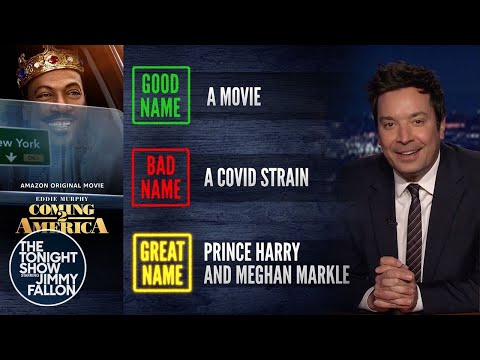 New York
AMAZON ORIGINAL MOVIE
EDDIE MURPHY
COMING 2
AMERICA
THE
TONIGHT
SHOW
STARRING
JIMMY
FALLON
GOOD
NAME
A MOVIE
BAD
NAME
A COVID STRAIN
GREAT
NAME
PRINCE HARRY
AND MEGHAN MARKLE